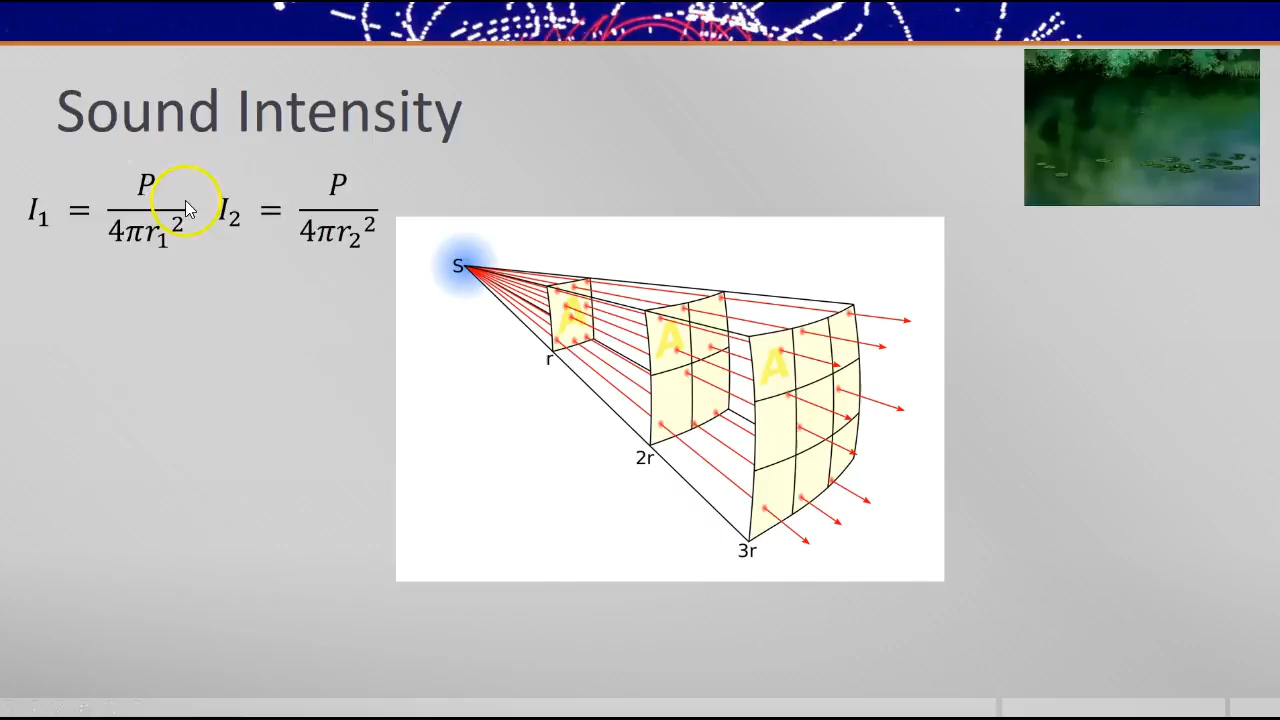 Sound Intensity
I₁ = P / 4πr₁² I₂ = P / 4πr₂²
S
A
A
A
r
2r
3r